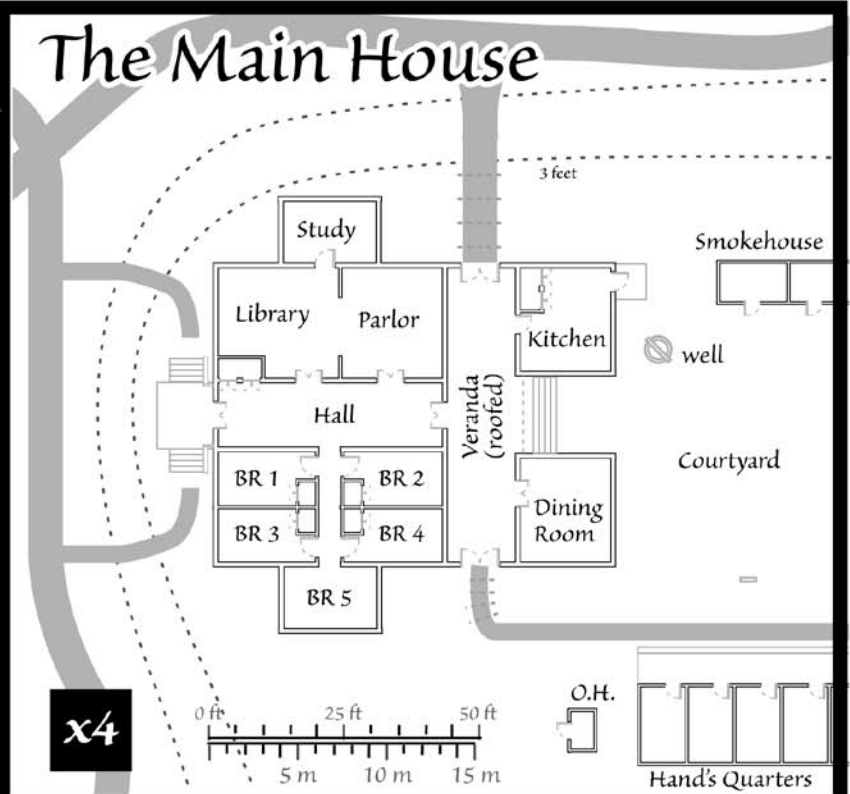 The Main House
3 feet
Study
Smokehouse
Library
Parlor
Kitchen
well
Veranda
(roofed)
Hall
Courtyard
BR 1
BR 2
Dining
Room
BR 3
BR 4
BR 5
O.H.
x4
0 ft
25 ft
50 ft
5 m
10 m
15 m
Hand's Quarters